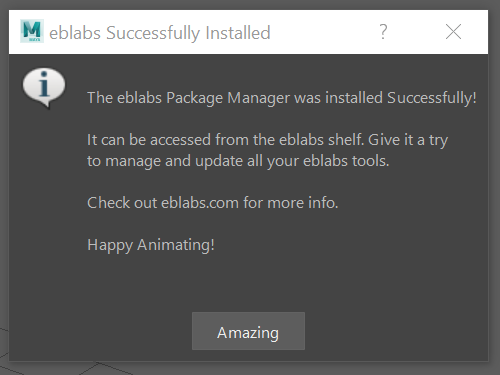 eblabs Successfully Installed
The eblabs Package Manager was installed Successfully!
It can be accessed from the eblabs shelf. Give it a try
to manage and update all your eblabs tools.
Check out eblabs.com for more info.
Happy Animating!
Amazing